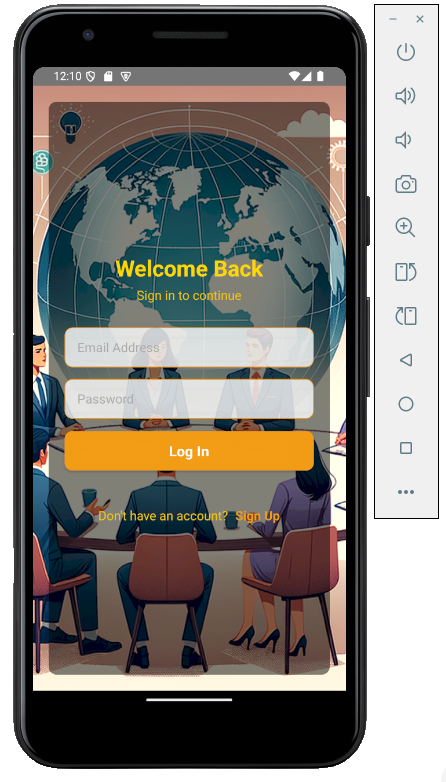 12:10
Welcome Back
Sign in to continue
Email Address
Password
Log In
Don't have an account? Sign Up